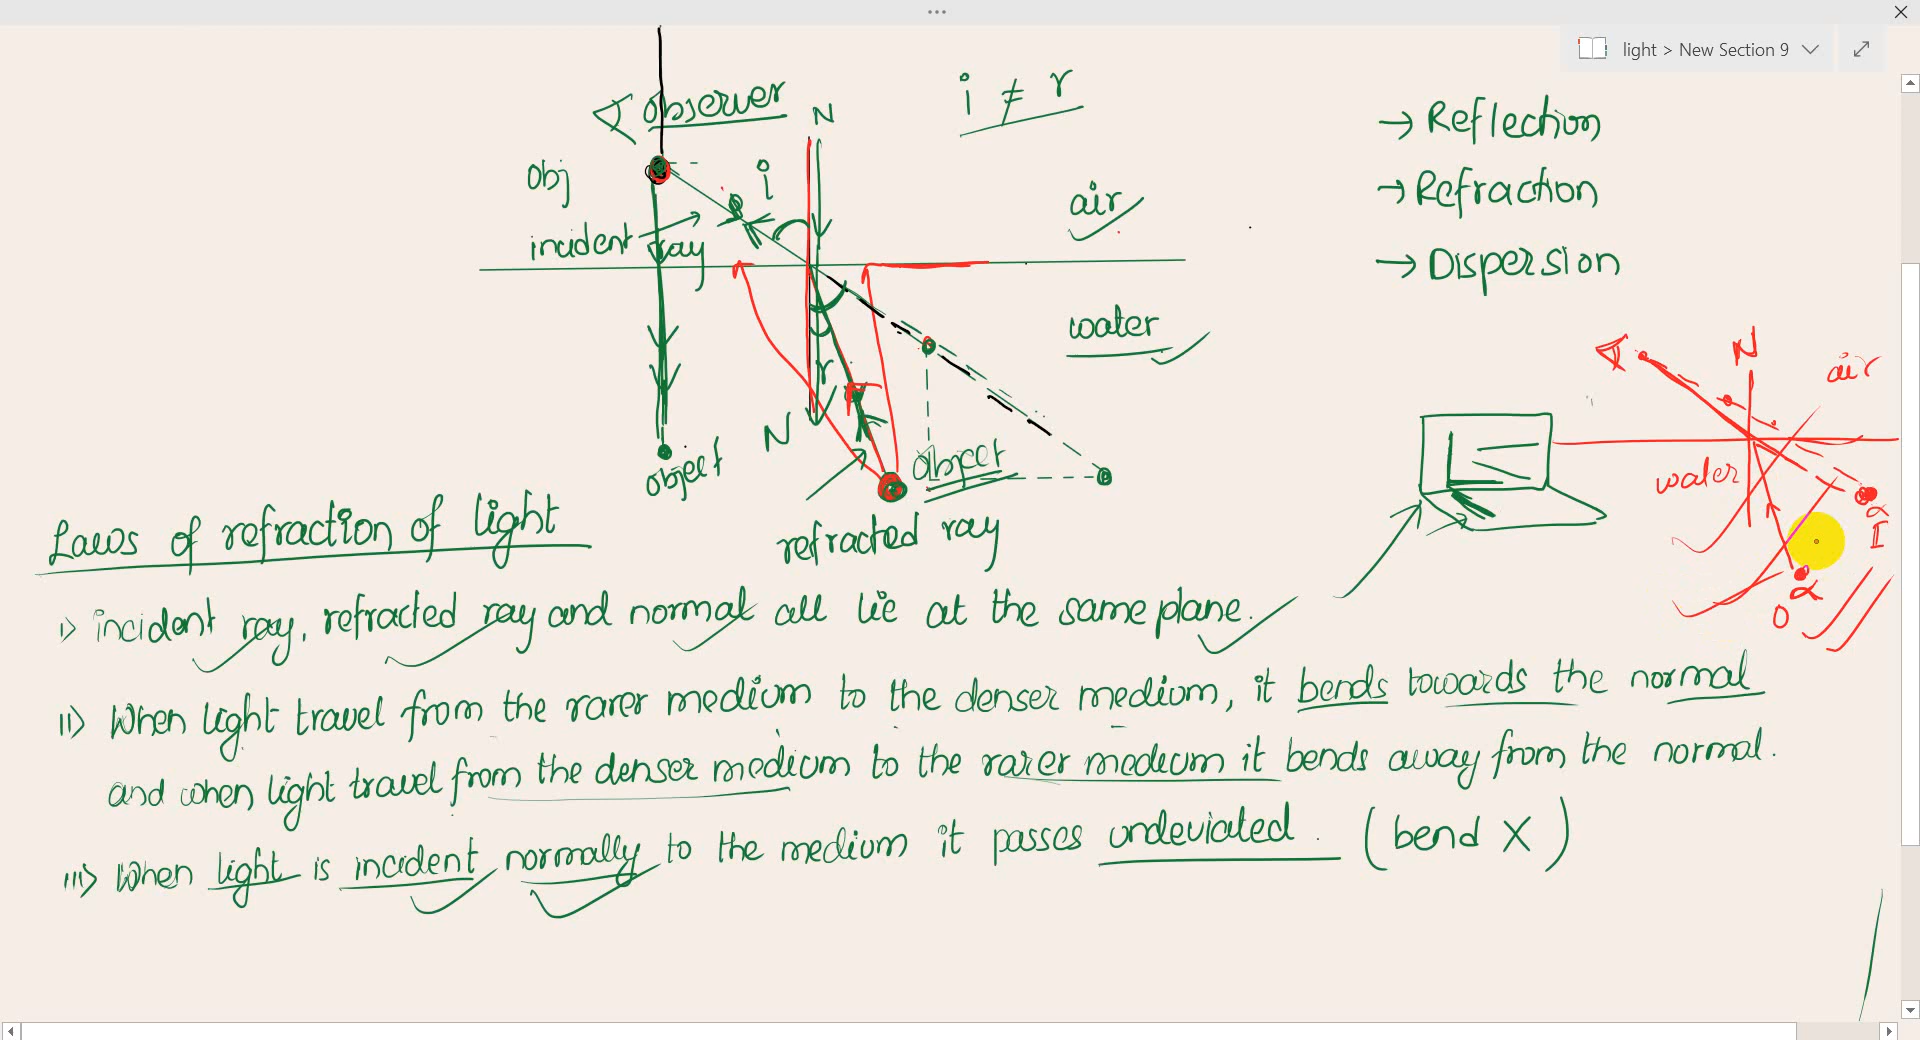 light > New Section 9
observer
N
i ≠ r
→ Reflection
obj
i
air
→ Refraction
incident ray
→ Dispersion
water
N
air
r
N
object
object
water
I
refracted ray
O
Laws of refraction of light
i) incident ray, refracted ray and normal all lie at the same plane.
ii) When light travel from the rarer medium to the denser medium, it bends towards the normal
and when light travel from the denser medium to the rarer medium it bends away from the normal.
iii) When light is incident normally to the medium it passes undeviated. (bend X)